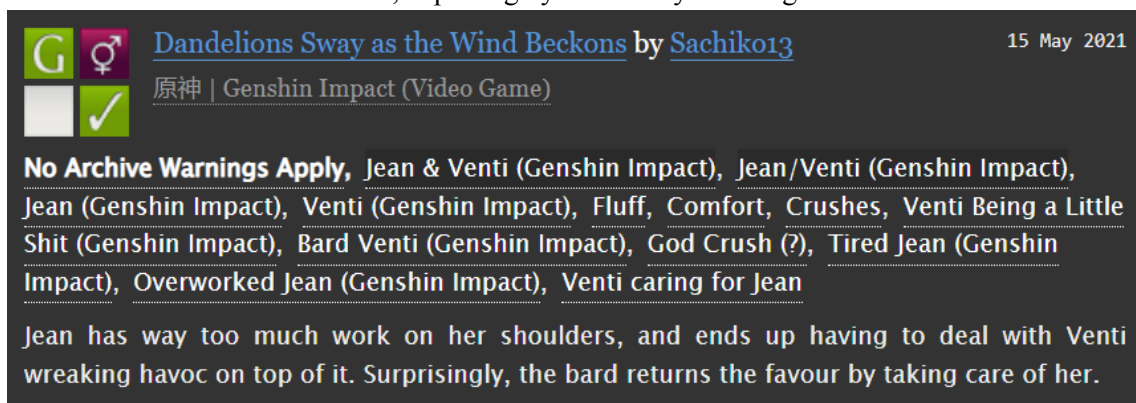 Dandelions Sway as the Wind Beckons by Sachiko13
15 May 2021
原神 | Genshin Impact (Video Game)
No Archive Warnings Apply, Jean & Venti (Genshin Impact), Jean/Venti (Genshin Impact),
Jean (Genshin Impact), Venti (Genshin Impact), Fluff, Comfort, Crushes, Venti Being a Little
Shit (Genshin Impact), Bard Venti (Genshin Impact), God Crush (?), Tired Jean (Genshin
Impact), Overworked Jean (Genshin Impact), Venti caring for Jean
Jean has way too much work on her shoulders, and ends up having to deal with Venti
wreaking havoc on top of it. Surprisingly, the bard returns the favour by taking care of her.
G